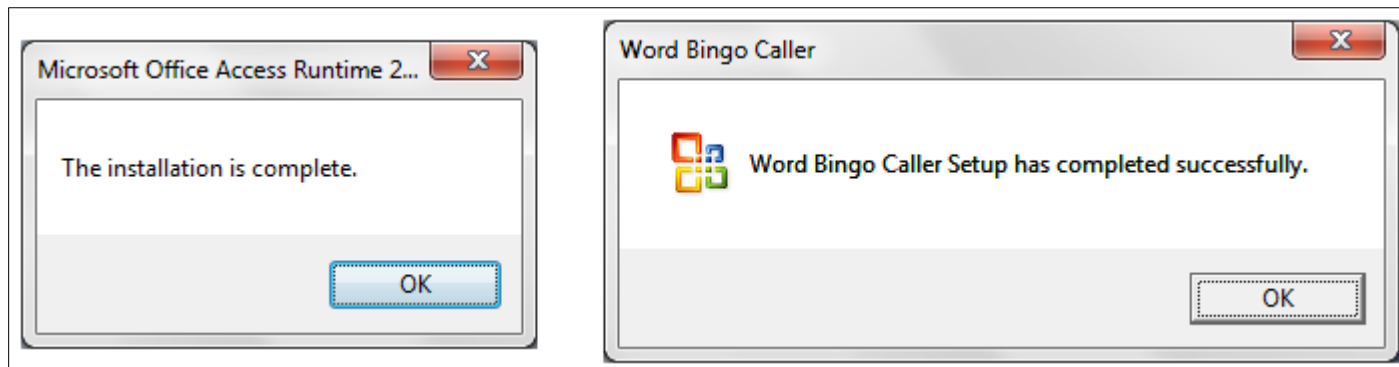 Microsoft Office Access Runtime 2...
The installation is complete.
OK
Word Bingo Caller
Word Bingo Caller Setup has completed successfully.
OK